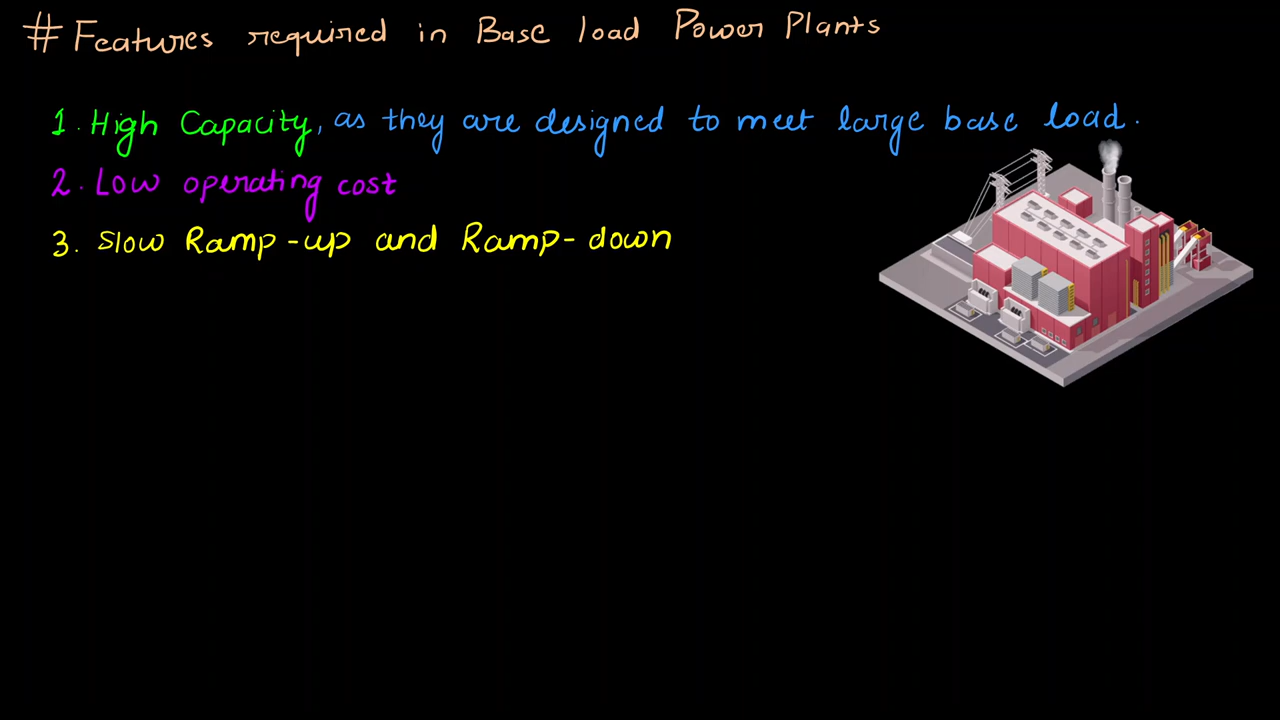 # Features required in Base load Power Plants
1. High Capacity, as they are designed to meet large base load.
2. Low operating cost
3. Slow Ramp-up and Ramp-down